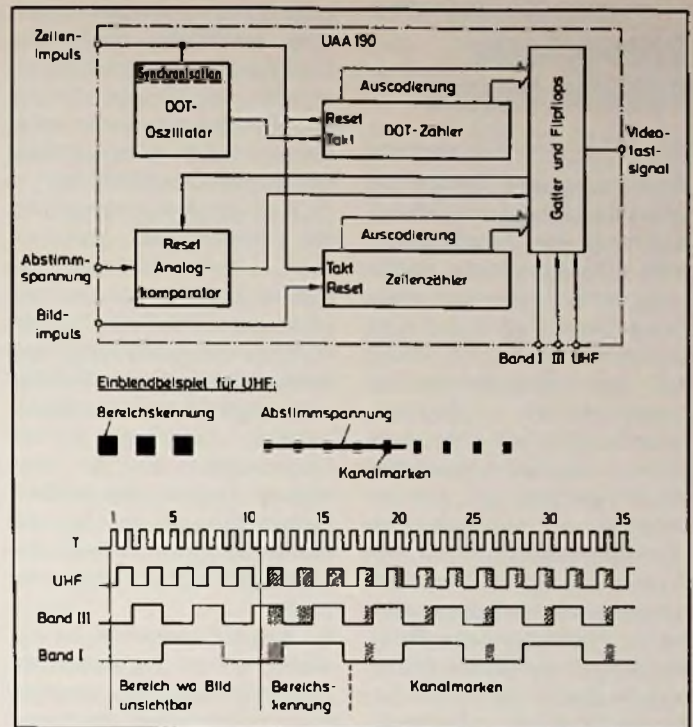 Zeilen-
Impuls
UAA 190
Synchronisation
DOT-
Oszillator
Auscodierung
Reset
Takt
DOT-Zähler
Gatter und Flipflops
Video-
tast-
signal
Abstimm-
spannung
Reset
Analog-
komparator
Auscodierung
Takt
Reset
Zeilenzähler
Bild-
impuls
Band I III UHF
Einblendbeispiel für UHF:
Bereichskennung
Abstimmspannung
Kanalmarken
1 5 10 15 20 25 30 35
T
UHF
Band III
Band I
Bereich wo Bild
unsichtbar
Bereichs-
kennung
Kanalmarken